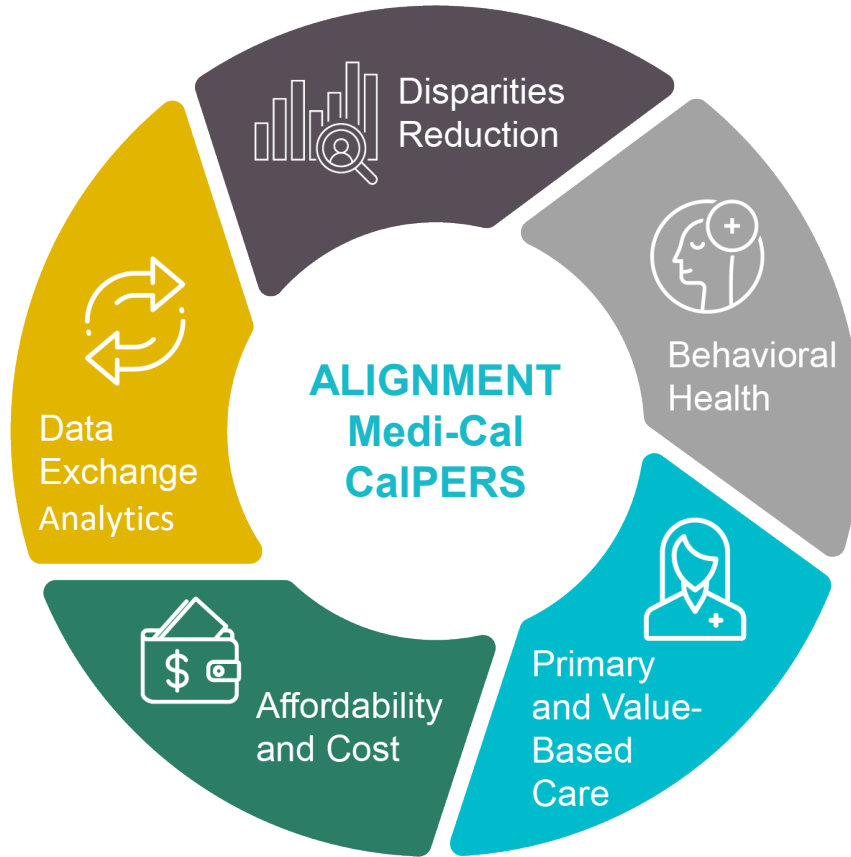 Disparities
Reduction
Behavioral
Health
Primary
and Value-
Based
Care
Affordability
and Cost
$
Data
Exchange
Analytics
ALIGNMENT
Medi-Cal
CalPERS